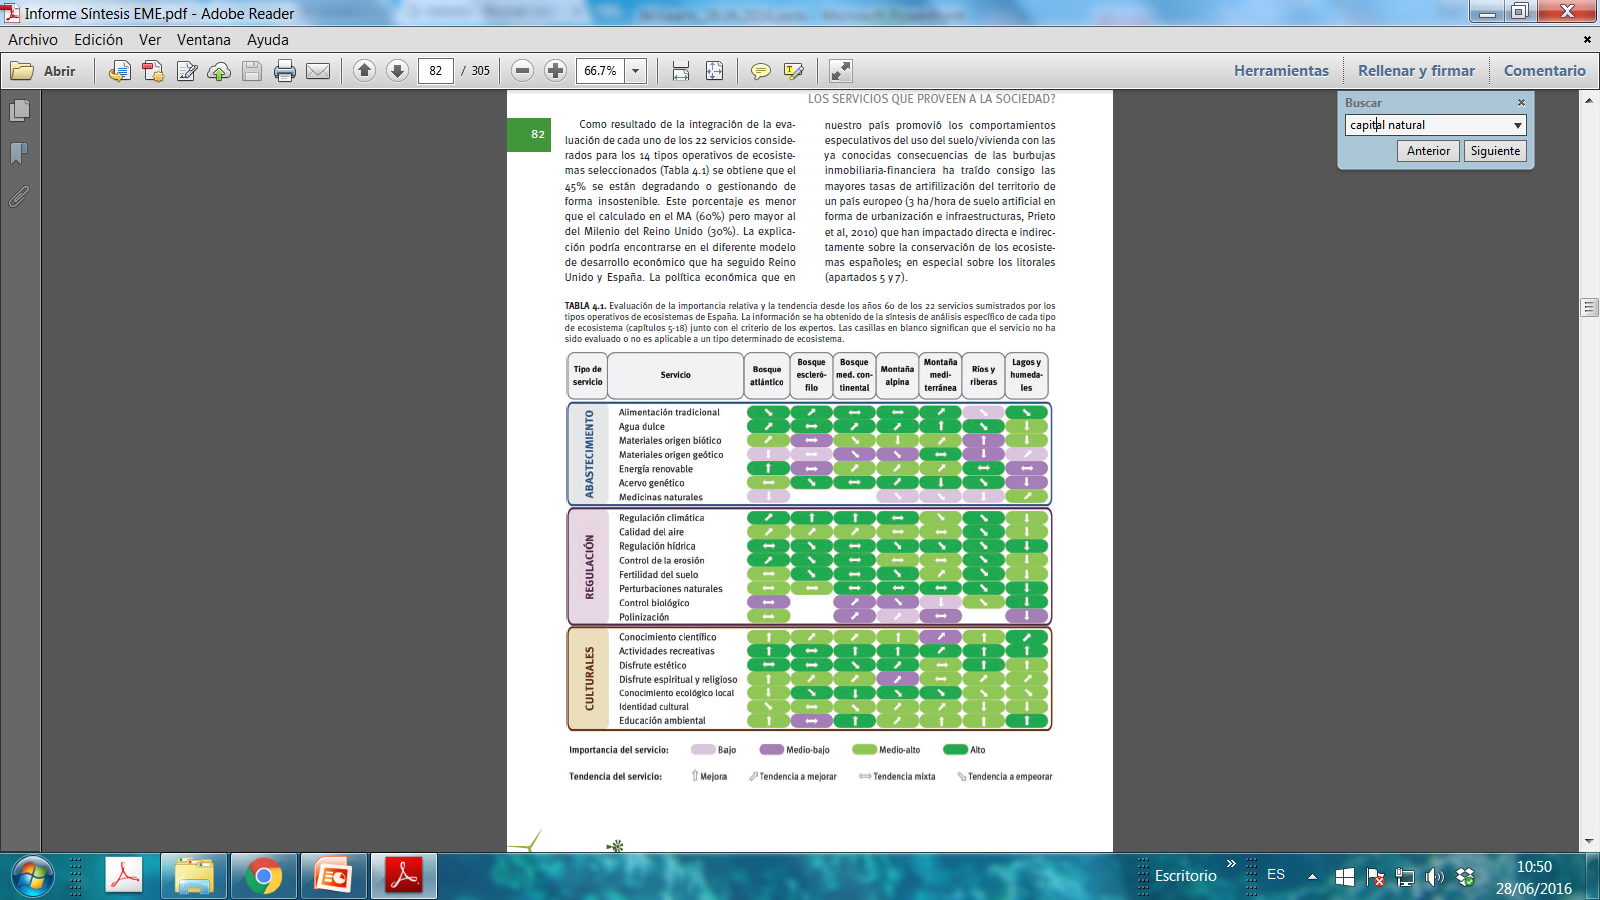 Informe Síntesis EME.pdf - Adobe Reader
Archivo Edición Ver Ventana Ayuda
Abrir 82 / 305 66.7% Herramientas Rellenar y firmar Comentario
Buscar
capital natural
Anterior Siguiente
LOS SERVICIOS QUE PROVEEN A LA SOCIEDAD?
82
Como resultado de la integración de la eva-
luación de cada uno de los 22 servicios conside-
rados para los 14 tipos operativos de ecosiste-
mas seleccionados (Tabla 4.1) se obtiene que el
45% se están degradando o gestionando de
forma insostenible. Este porcentaje es menor
que el calculado en el MA (60%) pero mayor al
del Milenio del Reino Unido (30%). La explica-
ción podría encontrarse en el diferente modelo
de desarrollo económico que ha seguido Reino
Unido y España. La política económica que en
nuestro país promovió los comportamientos
especulativos del uso del suelo/vivienda con las
ya conocidas consecuencias de las burbujas
inmobiliaria-financiera ha traído consigo las
mayores tasas de artifilización del territorio de
un país europeo (3 ha/hora de suelo artificial en
forma de urbanización e infraestructuras, Prieto
et al, 2010) que han impactado directa e indirec-
tamente sobre la conservación de los ecosiste-
mas españoles; en especial sobre los litorales
(apartados 5 y 7).
TABLA 4.1. Evaluación de la importancia relativa y la tendencia desde los años 60 de los 22 servicios sumistrados por los
tipos operativos de ecosistemas de España. La información se ha obtenido de la síntesis de análisis específico de cada tipo
de ecosistema (capítulos 5-18) junto con el criterio de los expertos. Las casillas en blanco significan que el servicio no ha
sido evaluado o no es aplicable a un tipo determinado de ecosistema.
Tipo de
servicio
Servicio
Bosque
atlántico
Bosque
escleró-
filo
Bosque
med. con-
tinental
Montaña
alpina
Montaña
medi-
terránea
Ríos y
riberas
Lagos y
humeda-
les
ABASTECIMIENTO
Alimentación tradicional
Agua dulce
Materiales origen biótico
Materiales origen geótico
Energía renovable
Acervo genético
Medicinas naturales
REGULACIÓN
Regulación climática
Calidad del aire
Regulación hídrica
Control de la erosión
Fertilidad del suelo
Perturbaciones naturales
Control biológico
Polinización
CULTURALES
Conocimiento científico
Actividades recreativas
Disfrute estético
Disfrute espiritual y religioso
Conocimiento ecológico local
Identidad cultural
Educación ambiental
Importancia del servicio: Bajo Medio-bajo Medio-alto Alto
Tendencia del servicio: Mejora Tendencia a mejorar Tendencia mixta Tendencia a empeorar
Escritorio » ES 10:50
28/06/2016